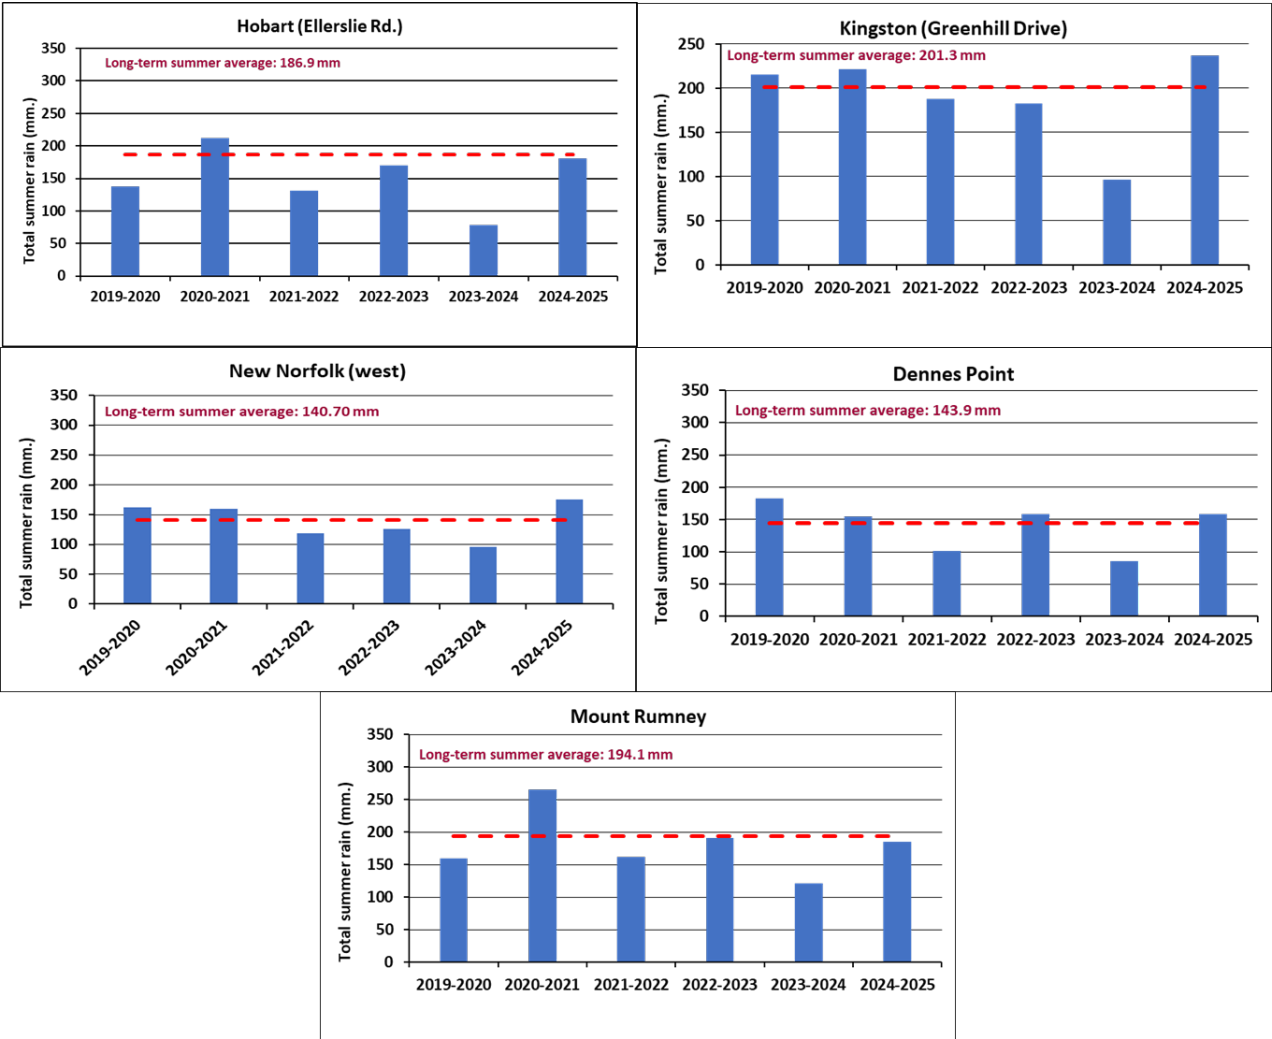 Hobart (Ellerslie Rd.)
Long-term summer average: 186.9 mm
Total summer rain (mm.)
350
300
250
200
150
100
50
0
2019-2020 2020-2021 2021-2022 2022-2023 2023-2024 2024-2025
Kingston (Greenhill Drive)
Long-term summer average: 201.3 mm
Total summer rain (mm.)
250
200
150
100
50
0
2019-2020 2020-2021 2021-2022 2022-2023 2023-2024 2024-2025
New Norfolk (west)
Long-term summer average: 140.70 mm
Total summer rain (mm.)
350
300
250
200
150
100
50
0
2019-2020 2020-2021 2021-2022 2022-2023 2023-2024 2024-2025
Dennes Point
Long-term summer average: 143.9 mm
Total summer rain (mm.)
350
300
250
200
150
100
50
0
2019-2020 2020-2021 2021-2022 2022-2023 2023-2024 2024-2025
Mount Rumney
Long-term summer average: 194.1 mm
Total summer rain (mm.)
350
300
250
200
150
100
50
0
2019-2020 2020-2021 2021-2022 2022-2023 2023-2024 2024-2025